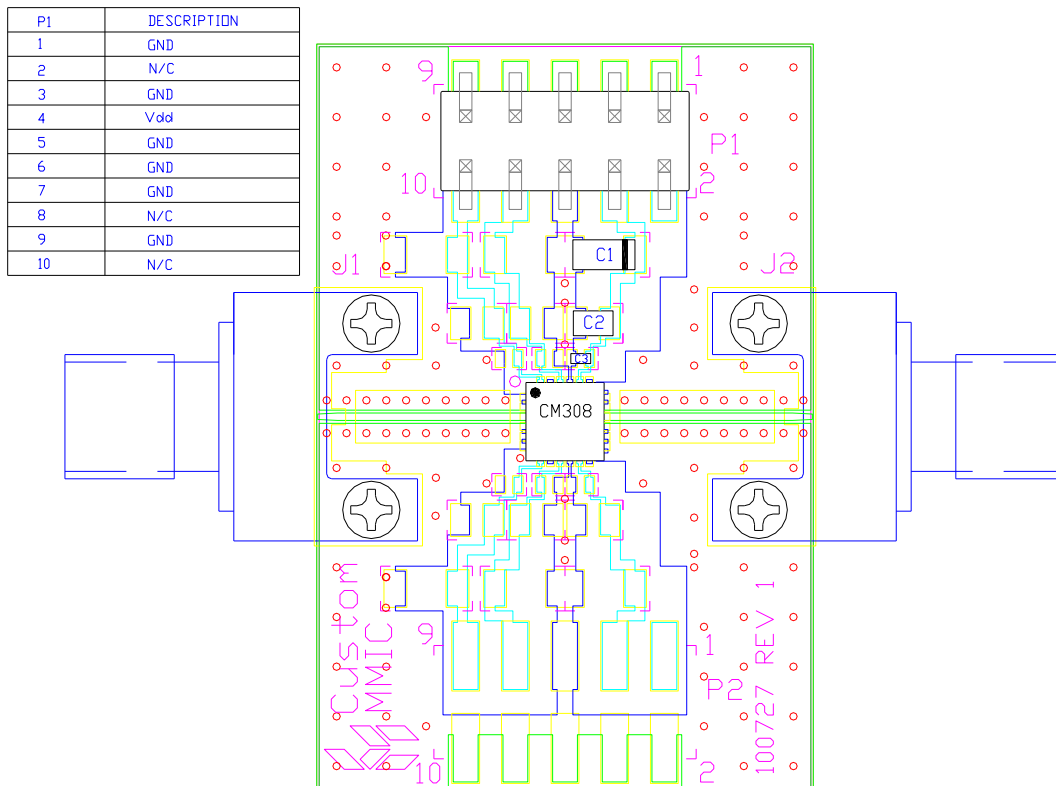 P1 DESCRIPTION
1 GND
2 N/C
3 GND
4 Vdd
5 GND
6 GND
7 GND
8 N/C
9 GND
10 N/C
9 1
P1
10 2
C1
J1 J2
C2
C3
CM308
9 1
P2
10 2
Custom
MMIC
100727 REV 1